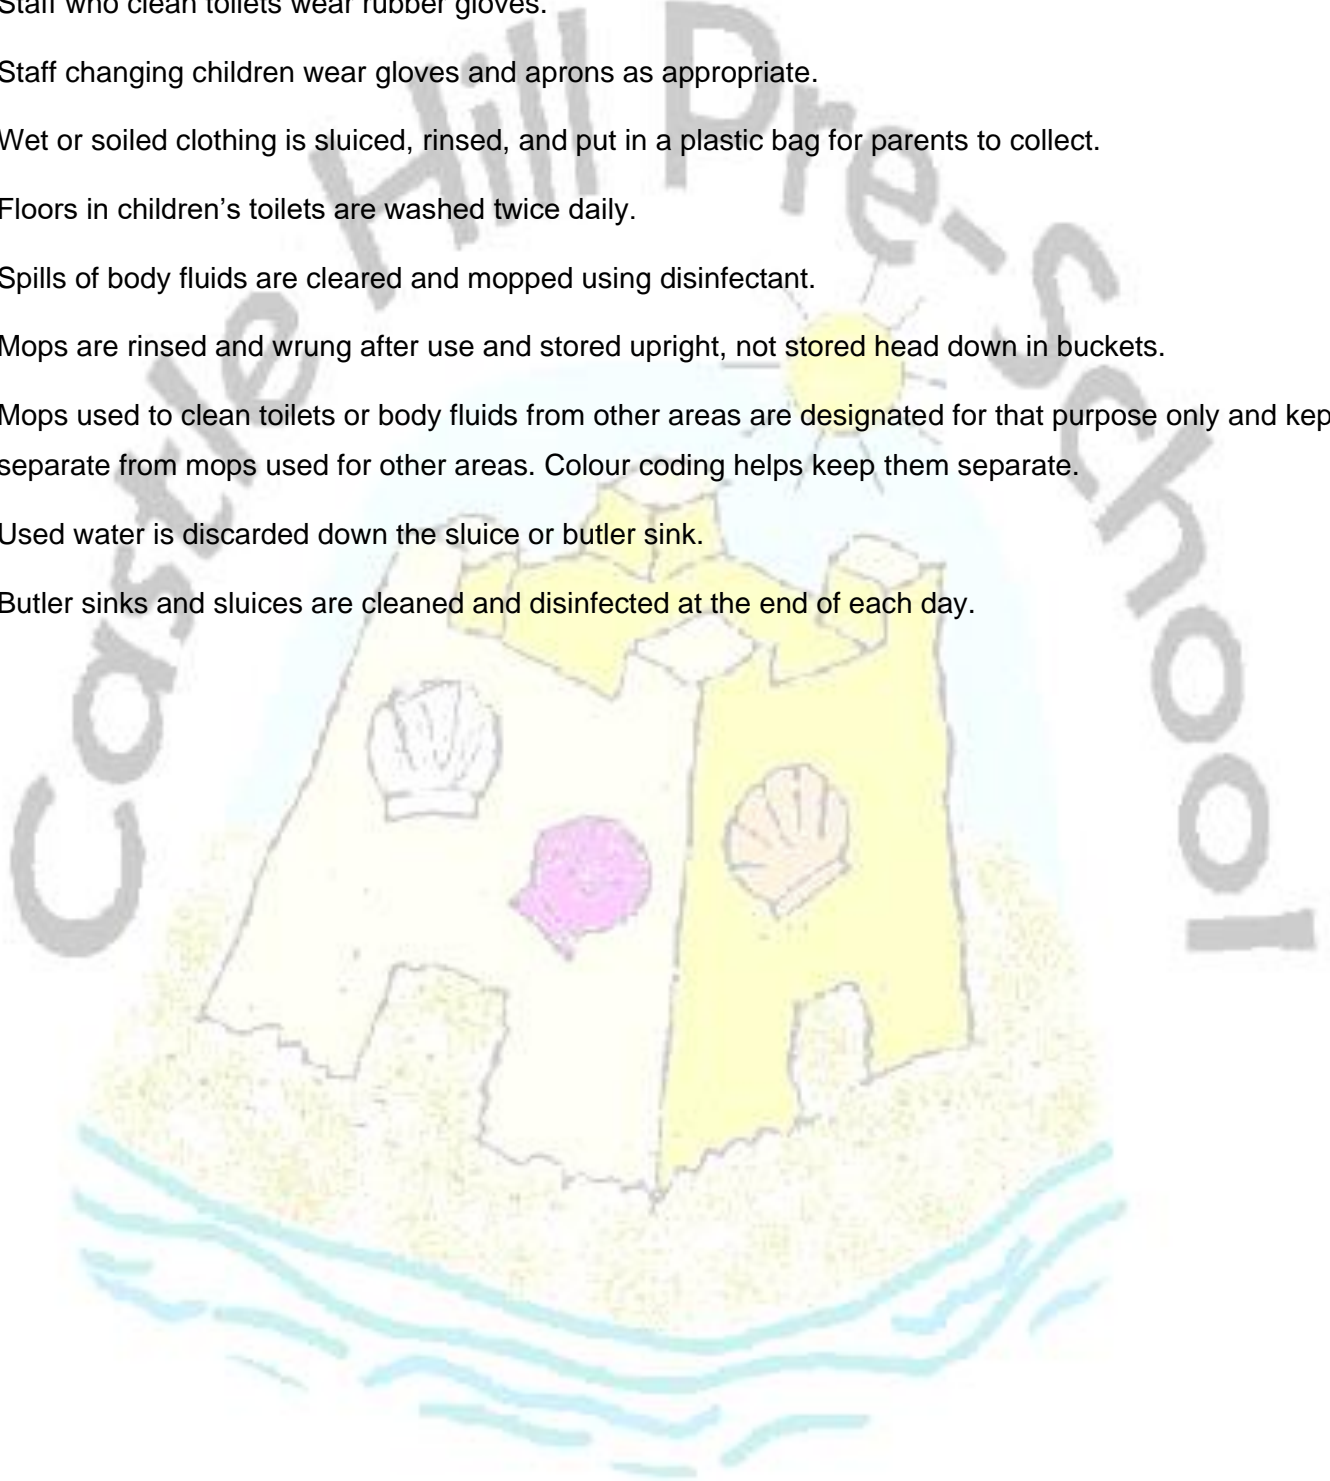 Staff who clean toilets wear rubber gloves.
Staff changing children wear gloves and aprons as appropriate.
Wet or soiled clothing is sluiced, rinsed, and put in a plastic bag for parents to collect.
Floors in children’s toilets are washed twice daily.
Spills of body fluids are cleared and mopped using disinfectant.
Mops are rinsed and wrung after use and stored upright, not stored head down in buckets.
Mops used to clean toilets or body fluids from other areas are designated for that purpose only and kep
separate from mops used for other areas. Colour coding helps keep them separate.
Used water is discarded down the sluice or butler sink.
Butler sinks and sluices are cleaned and disinfected at the end of each day.
Castle Hill Pre-School